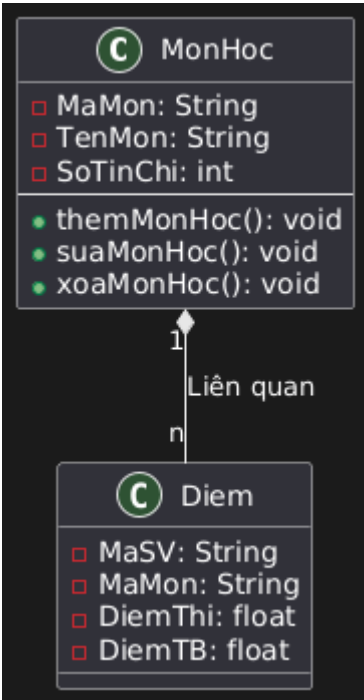 C MonHoc
MaMon: String
TenMon: String
SoTinChi: int
themMonHoc(): void
suaMonHoc(): void
xoaMonHoc(): void
1
Liên quan
n
C Diem
MaSV: String
MaMon: String
DiemThi: float
DiemTB: float